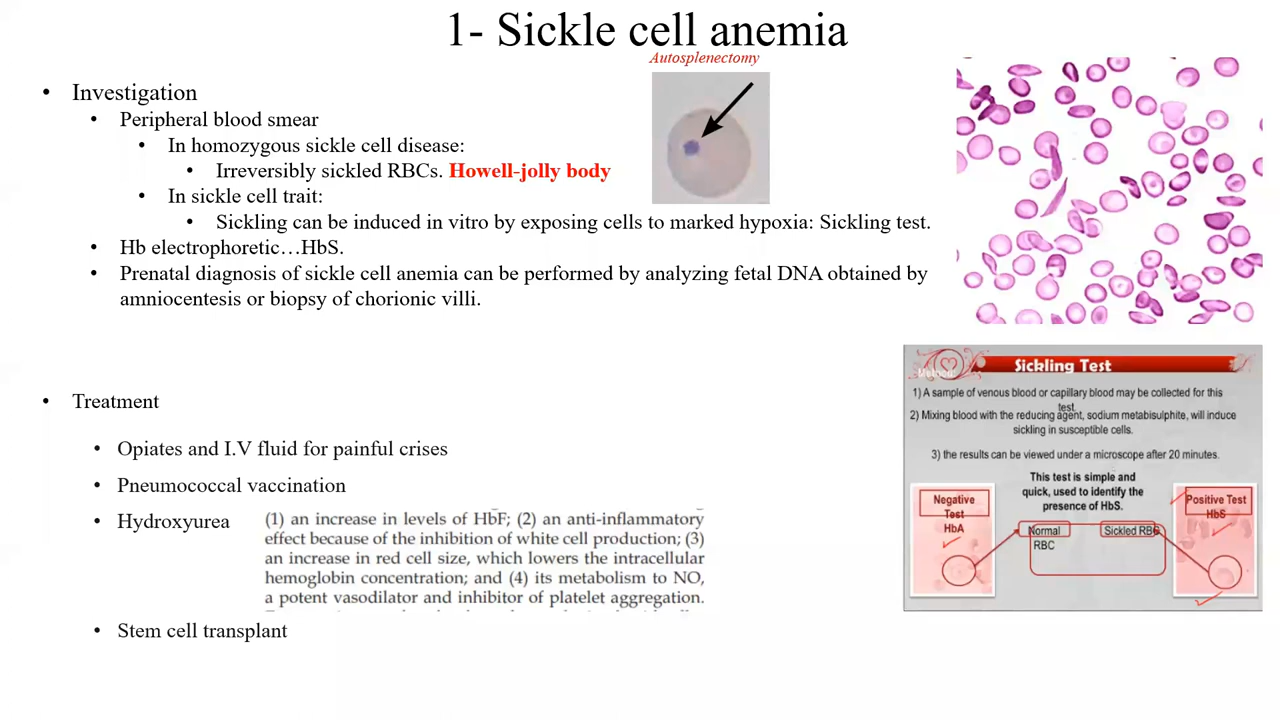 1- Sickle cell anemia
Autosplenectomy
Investigation
Peripheral blood smear
In homozygous sickle cell disease:
Irreversibly sickled RBCs. Howell-jolly body
In sickle cell trait:
Sickling can be induced in vitro by exposing cells to marked hypoxia: Sickling test.
Hb electrophoretic…HbS.
Prenatal diagnosis of sickle cell anemia can be performed by analyzing fetal DNA obtained by
amniocentesis or biopsy of chorionic villi.
Treatment
Opiates and I.V fluid for painful crises
Pneumococcal vaccination
Hydroxyurea
(1) an increase in levels of HbF; (2) an anti-inflammatory
effect because of the inhibition of white cell production; (3)
an increase in red cell size, which lowers the intracellular
hemoglobin concentration; and (4) its metabolism to NO,
a potent vasodilator and inhibitor of platelet aggregation.
Stem cell transplant
Sickling Test
Method:
1) A sample of venous blood or capillary blood may be collected for this
test.
2) Mixing blood with the reducing agent, sodium metabisulphite, will induce
sickling in susceptible cells.
3) the results can be viewed under a microscope after 20 minutes.
This test is simple and
quick, used to identify the
presence of HbS.
Negative
Test
HbA
Normal
RBC
Sickled RBC
Positive Test
HbS